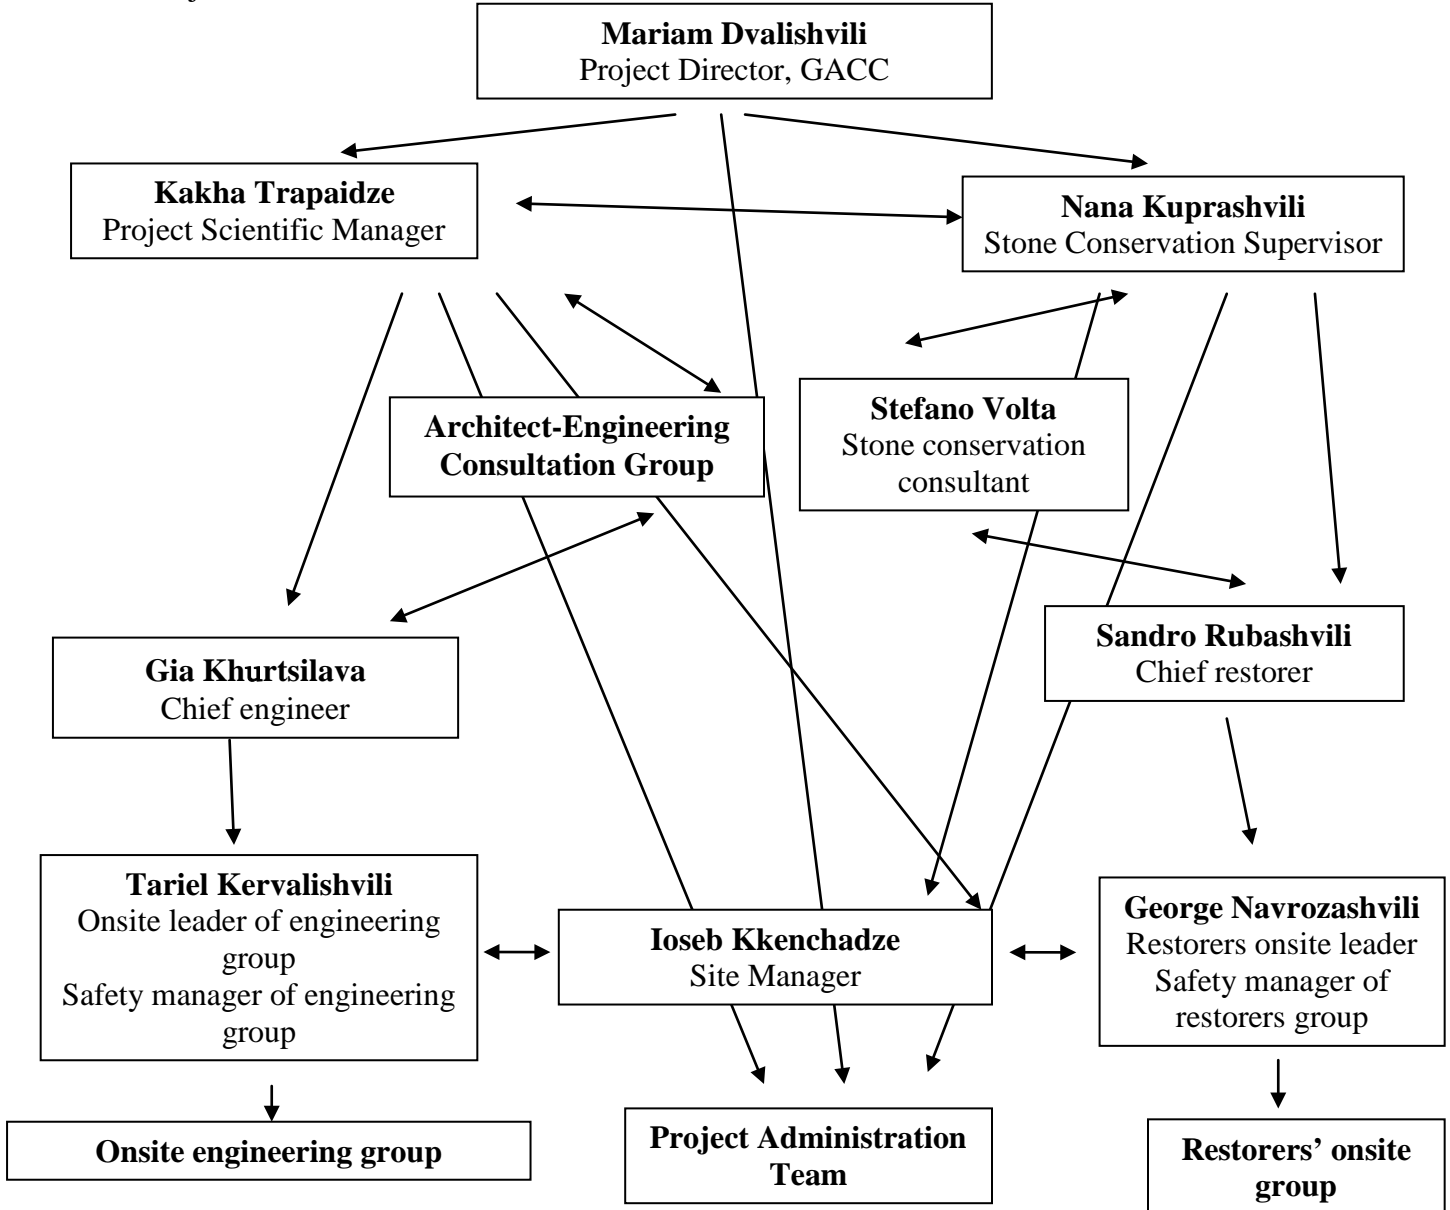 Mariam Dvalishvili
Project Director, GACC
Kakha Trapaidze
Project Scientific Manager
Nana Kuprashvili
Stone Conservation Supervisor
Architect-Engineering
Consultation Group
Stefano Volta
Stone conservation
consultant
Gia Khurtsilava
Chief engineer
Sandro Rubashvili
Chief restorer
Tariel Kervalishvili
Onsite leader of engineering
group
Safety manager of engineering
group
Ioseb Kkenchadze
Site Manager
George Navrozashvili
Restorers onsite leader
Safety manager of
restorers group
Onsite engineering group
Project Administration
Team
Restorers’ onsite
group